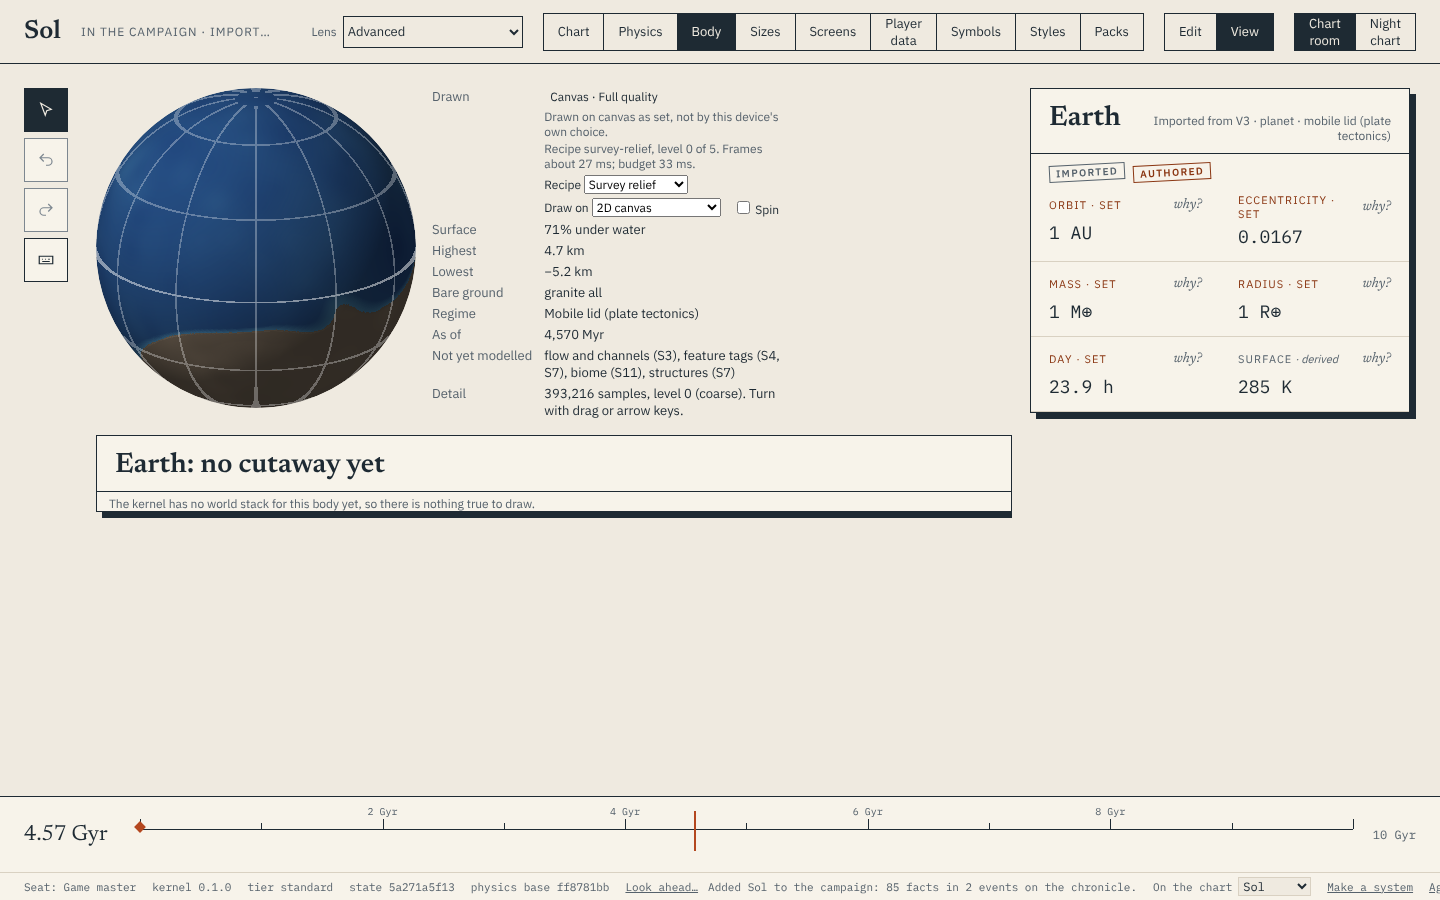 Sol
IN THE CAMPAIGN · IMPORT…
Lens
Advanced
Chart
Physics
Body
Sizes
Screens
Player
data
Symbols
Styles
Packs
Edit
View
Chart
room
Night
chart
Drawn
Canvas · Full quality
Drawn on canvas as set, not by this device's
own choice.
Recipe survey-relief, level 0 of 5. Frames
about 27 ms; budget 33 ms.
Recipe Survey relief
Draw on 2D canvas Spin
Surface 71% under water
Highest 4.7 km
Lowest −5.2 km
Bare ground granite all
Regime Mobile lid (plate tectonics)
As of 4,570 Myr
Not yet modelled flow and channels (S3), feature tags (S4,
S7), biome (S11), structures (S7)
Detail 393,216 samples, level 0 (coarse). Turn
with drag or arrow keys.
Earth
Imported from V3 · planet · mobile lid (plate
tectonics)
IMPORTED AUTHORED
ORBIT · SET why?
1 AU
ECCENTRICITY ·
SET why?
0.0167
MASS · SET why?
1 M⊕
RADIUS · SET why?
1 R⊕
DAY · SET why?
23.9 h
SURFACE · derived why?
285 K
Earth: no cutaway yet
The kernel has no world stack for this body yet, so there is nothing true to draw.
4.57 Gyr
2 Gyr
4 Gyr
6 Gyr
8 Gyr
10 Gyr
Seat: Game master kernel 0.1.0 tier standard state 5a271a5f13 physics base ff8781bb Look ahead… Added Sol to the campaign: 85 facts in 2 events on the chronicle. On the chart Sol Make a system